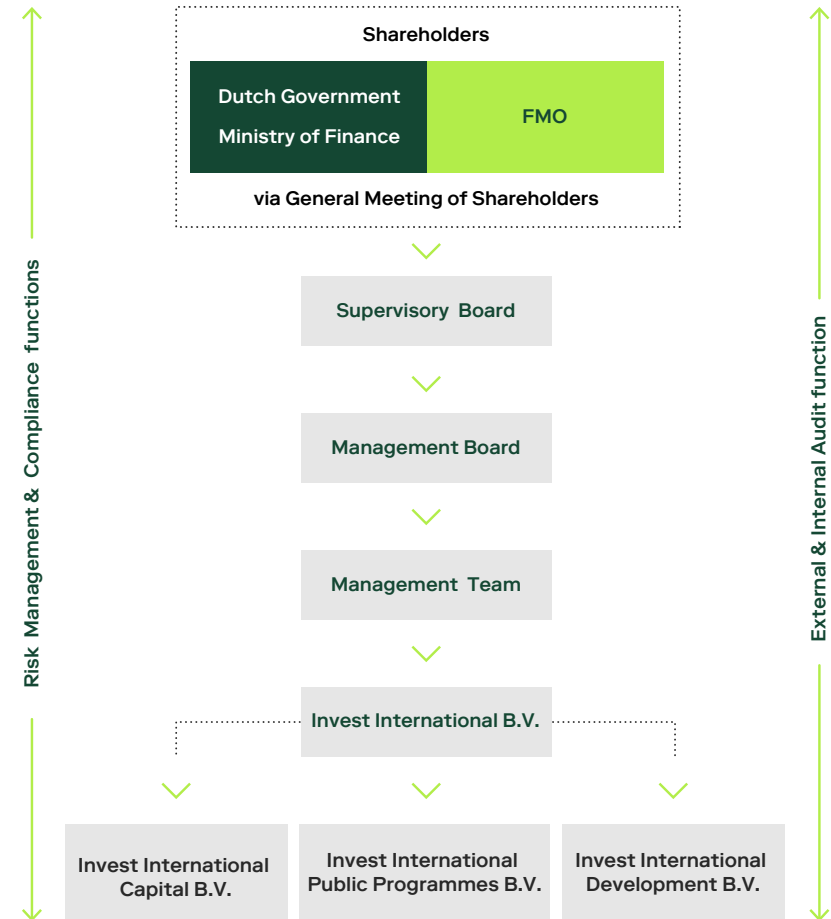 Shareholders
Dutch Government
Ministry of Finance
FMO
via General Meeting of Shareholders
Risk Management & Compliance functions
External & Internal Audit function
Supervisory Board
Management Board
Management Team
Invest International B.V.
Invest International
Capital B.V.
Invest International
Public Programmes B.V.
Invest International
Development B.V.